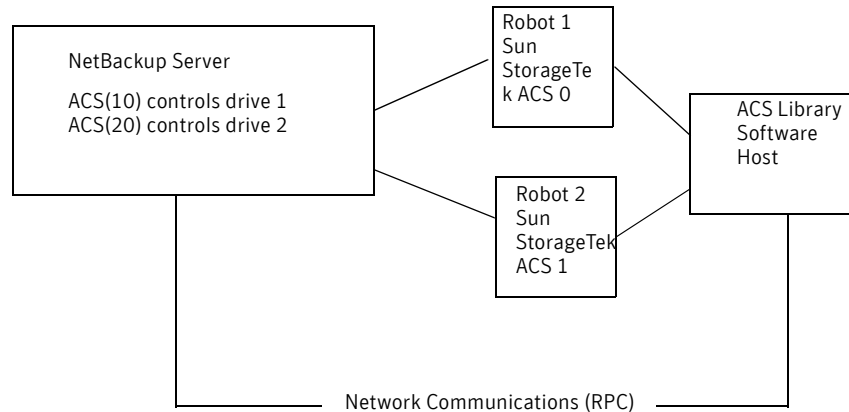 NetBackup Server
ACS(10) controls drive 1
ACS(20) controls drive 2
Robot 1
Sun
StorageTe
k ACS 0
ACS Library
Software
Host
Robot 2
Sun
StorageTek
ACS 1
Network Communications (RPC)